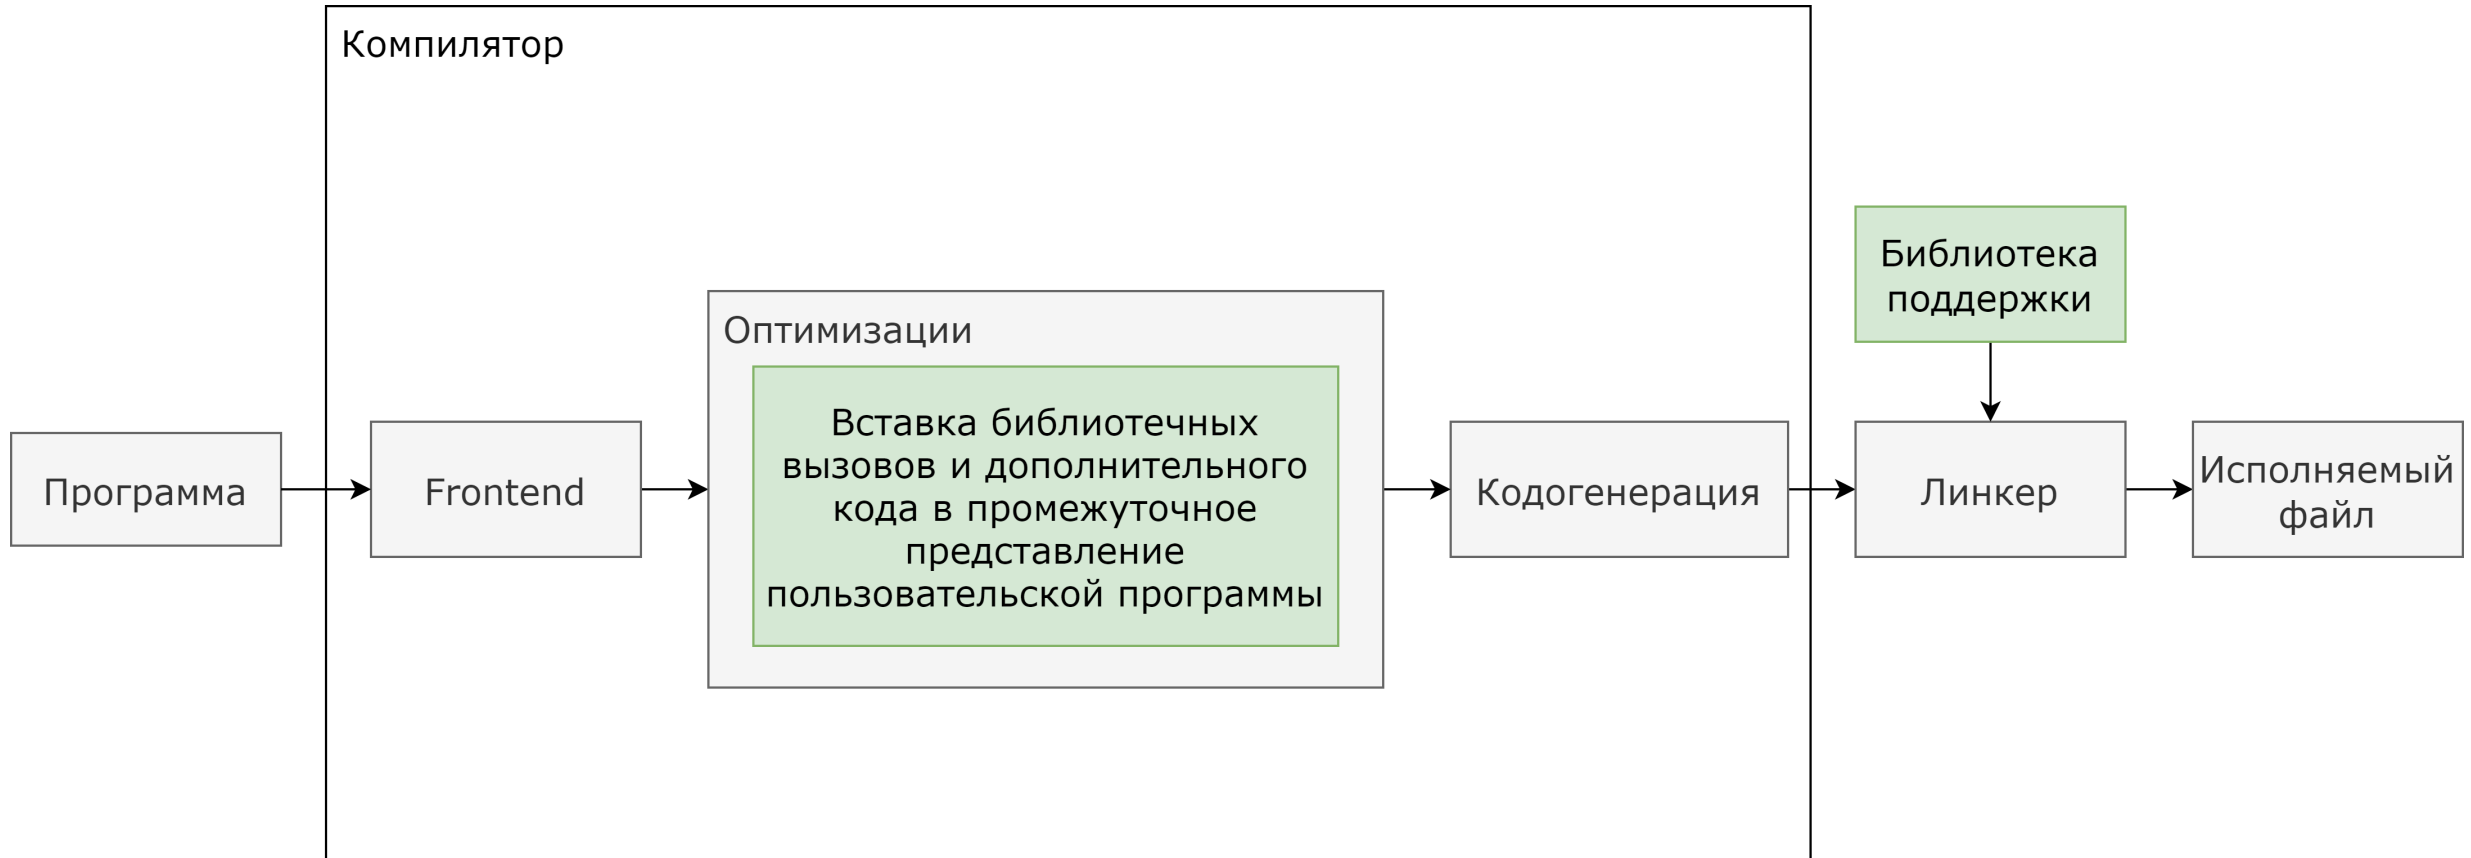 Компилятор
Программа
Frontend
Оптимизации
Вставка библиотечных
вызовов и дополнительного
кода в промежуточное
представление
пользовательской программы
Кодогенерация
Библиотека
поддержки
Линкер
Исполняемый
файл